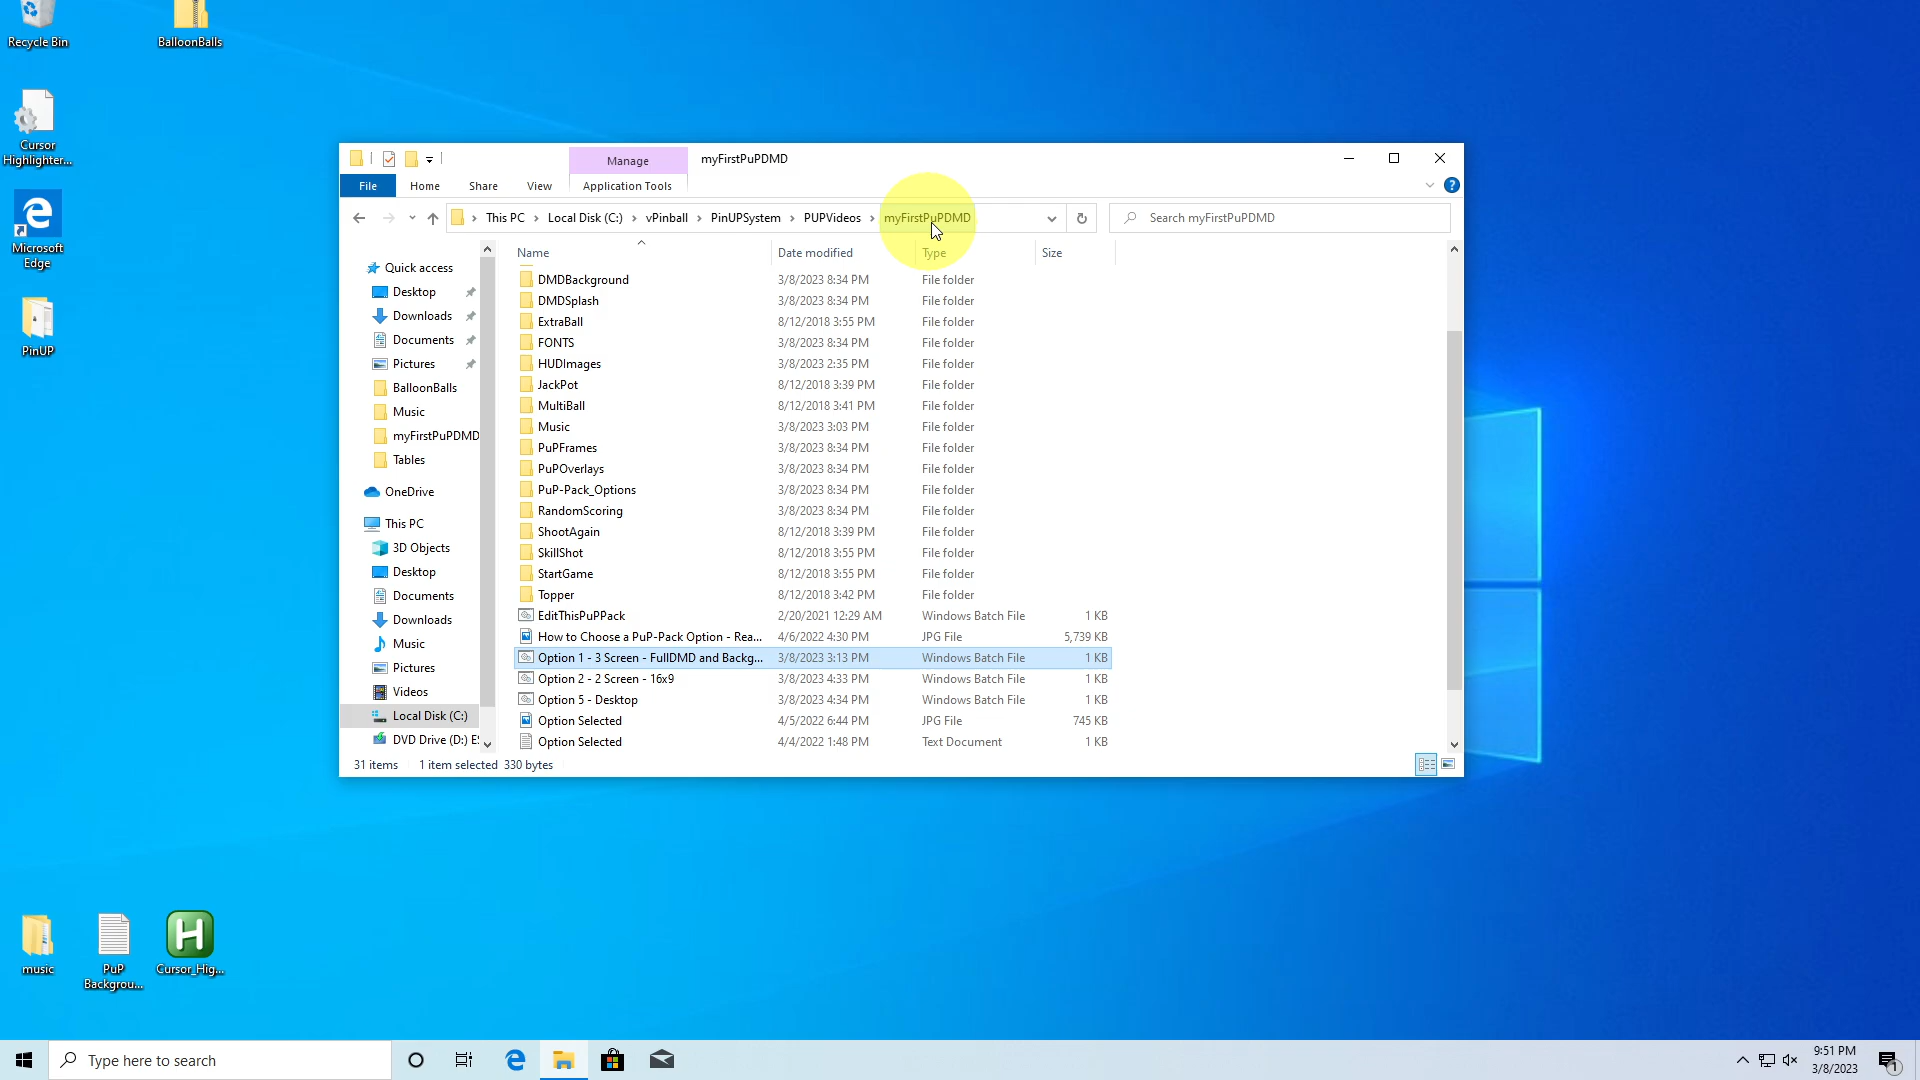 Recycle Bin
BalloonBalls
Cursor
Highlighter...
Microsoft
Edge
PinUP
music
PuP
Backgrou...
Cursor_Hig...
Manage
myFirstPuPDMD
File
Home
Share
View
Application Tools
This PC
Local Disk (C:)
vPinball
PinUPSystem
PUPVideos
myFirstPuPDMD
Search myFirstPuPDMD
Quick access
Desktop
Downloads
Documents
Pictures
BalloonBalls
Music
myFirstPuPDMD
Tables
OneDrive
This PC
3D Objects
Desktop
Documents
Downloads
Music
Pictures
Videos
Local Disk (C:)
DVD Drive (D:) ES
Name Date modified Type Size
DMDBackground 3/8/2023 8:34 PM File folder
DMDSplash 3/8/2023 8:34 PM File folder
ExtraBall 8/12/2018 3:55 PM File folder
FONTS 3/8/2023 8:34 PM File folder
HUDImages 3/8/2023 2:35 PM File folder
JackPot 8/12/2018 3:39 PM File folder
MultiBall 8/12/2018 3:41 PM File folder
Music 3/8/2023 3:03 PM File folder
PuPFrames 3/8/2023 8:34 PM File folder
PuPOverlays 3/8/2023 8:34 PM File folder
PuP-Pack_Options 3/8/2023 8:34 PM File folder
RandomScoring 3/8/2023 8:34 PM File folder
ShootAgain 8/12/2018 3:39 PM File folder
SkillShot 8/12/2018 3:55 PM File folder
StartGame 8/12/2018 3:55 PM File folder
Topper 8/12/2018 3:42 PM File folder
EditThisPuPPack 2/20/2021 12:29 AM Windows Batch File 1 KB
How to Choose a PuP-Pack Option - Rea... 4/6/2022 4:30 PM JPG File 5,739 KB
Option 1 - 3 Screen - FullDMD and Backg... 3/8/2023 3:13 PM Windows Batch File 1 KB
Option 2 - 2 Screen - 16x9 3/8/2023 4:33 PM Windows Batch File 1 KB
Option 5 - Desktop 3/8/2023 4:34 PM Windows Batch File 1 KB
Option Selected 4/5/2022 6:44 PM JPG File 745 KB
Option Selected 4/4/2022 1:48 PM Text Document 1 KB
31 items 1 item selected 330 bytes
Type here to search
9:51 PM
3/8/2023
1